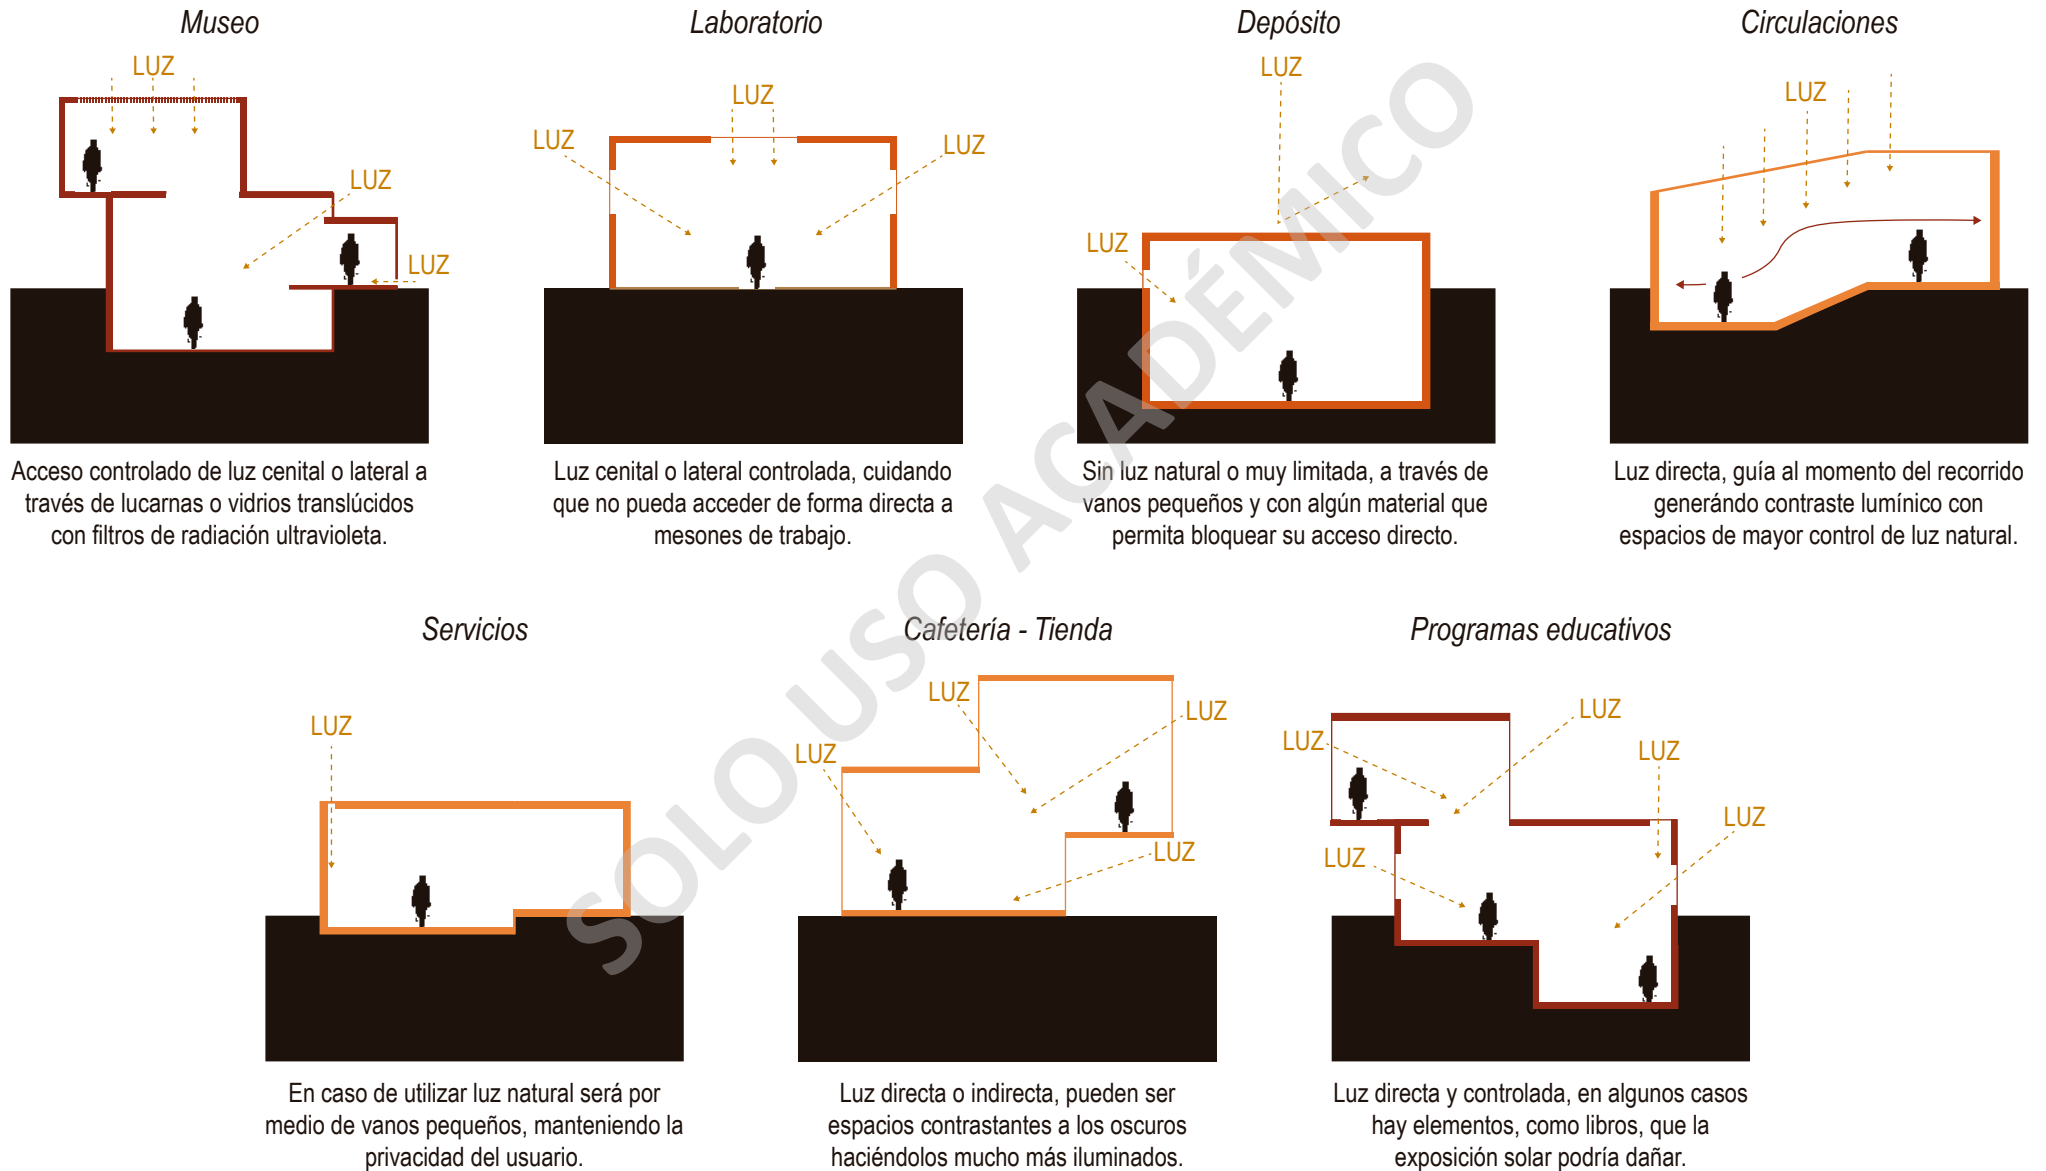 Museo
LUZ
LUZ
LUZ
Acceso controlado de luz cenital o lateral a
través de lucarnas o vidrios translúcidos
con filtros de radiación ultravioleta.
Laboratorio
LUZ
LUZ
LUZ
Luz cenital o lateral controlada, cuidando
que no pueda acceder de forma directa a
mesones de trabajo.
Depósito
LUZ
LUZ
Sin luz natural o muy limitada, a través de
vanos pequeños y con algún material que
permita bloquear su acceso directo.
Circulaciones
LUZ
Luz directa, guía al momento del recorrido
generándo contraste lumínico con
espacios de mayor control de luz natural.
Servicios
LUZ
En caso de utilizar luz natural será por
medio de vanos pequeños, manteniendo la
privacidad del usuario.
Cafetería - Tienda
LUZ
LUZ
LUZ
LUZ
Luz directa o indirecta, pueden ser
espacios contrastantes a los oscuros
haciéndolos mucho más iluminados.
Programas educativos
LUZ
LUZ
LUZ
LUZ
LUZ
Luz directa y controlada, en algunos casos
hay elementos, como libros, que la
exposición solar podría dañar.
SOLO USO ACADÉMICO